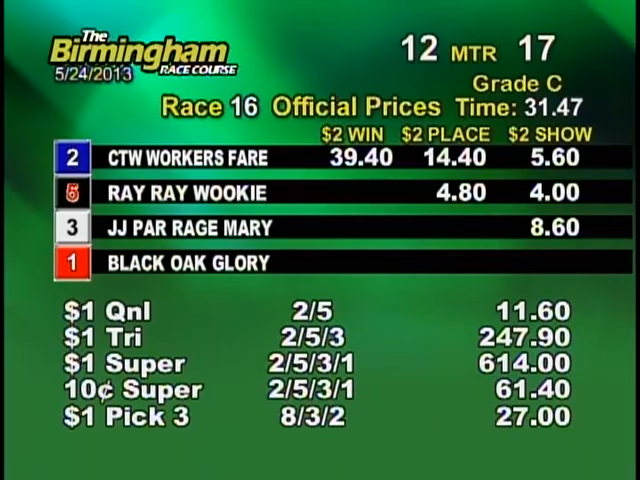 The
Birmingham
RACE COURSE
5/24/2013
12 MTR 17
Grade C
Race 16 Official Prices Time: 31.47
$2 WIN $2 PLACE $2 SHOW
2 CTW WORKERS FARE 39.40 14.40 5.60
5 RAY RAY WOOKIE 4.80 4.00
3 JJ PAR RAGE MARY 8.60
1 BLACK OAK GLORY
$1 Qnl 2/5 11.60
$1 Tri 2/5/3 247.90
$1 Super 2/5/3/1 614.00
10¢ Super 2/5/3/1 61.40
$1 Pick 3 8/3/2 27.00